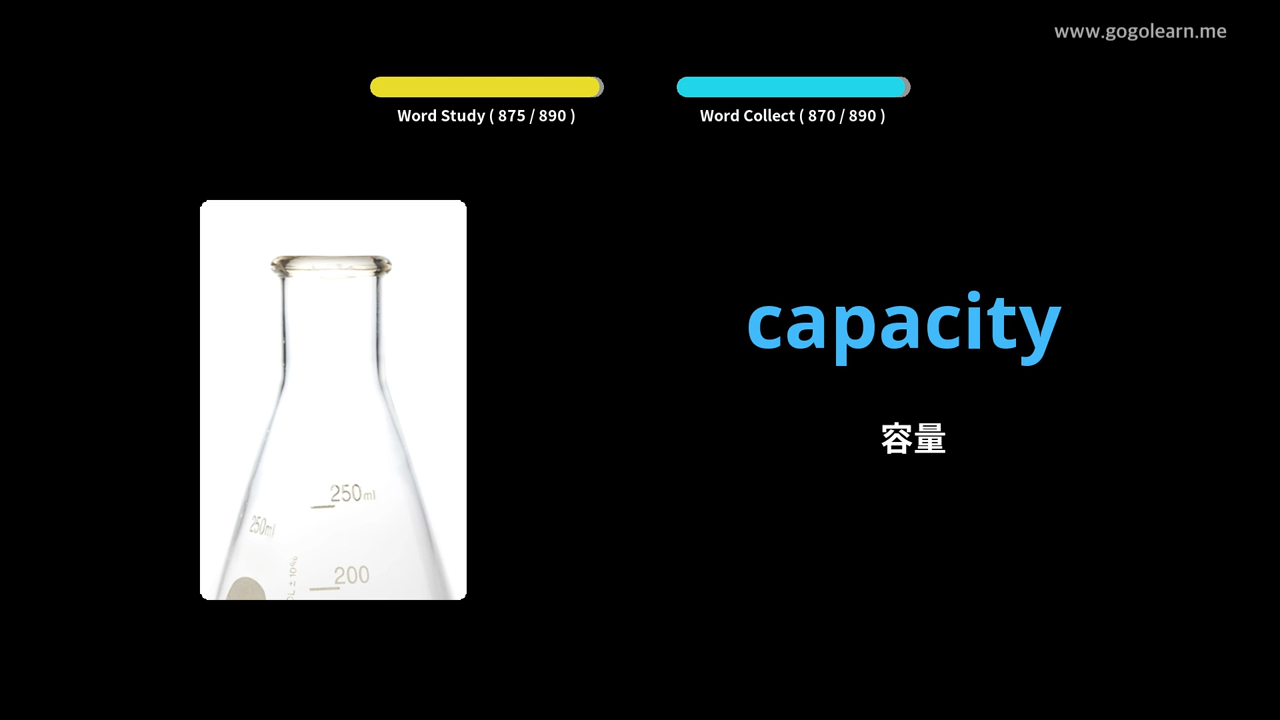 www.gogolearn.me
Word Study ( 875 / 890 )
Word Collect ( 870 / 890 )
capacity
容量
250ml
250ml
200